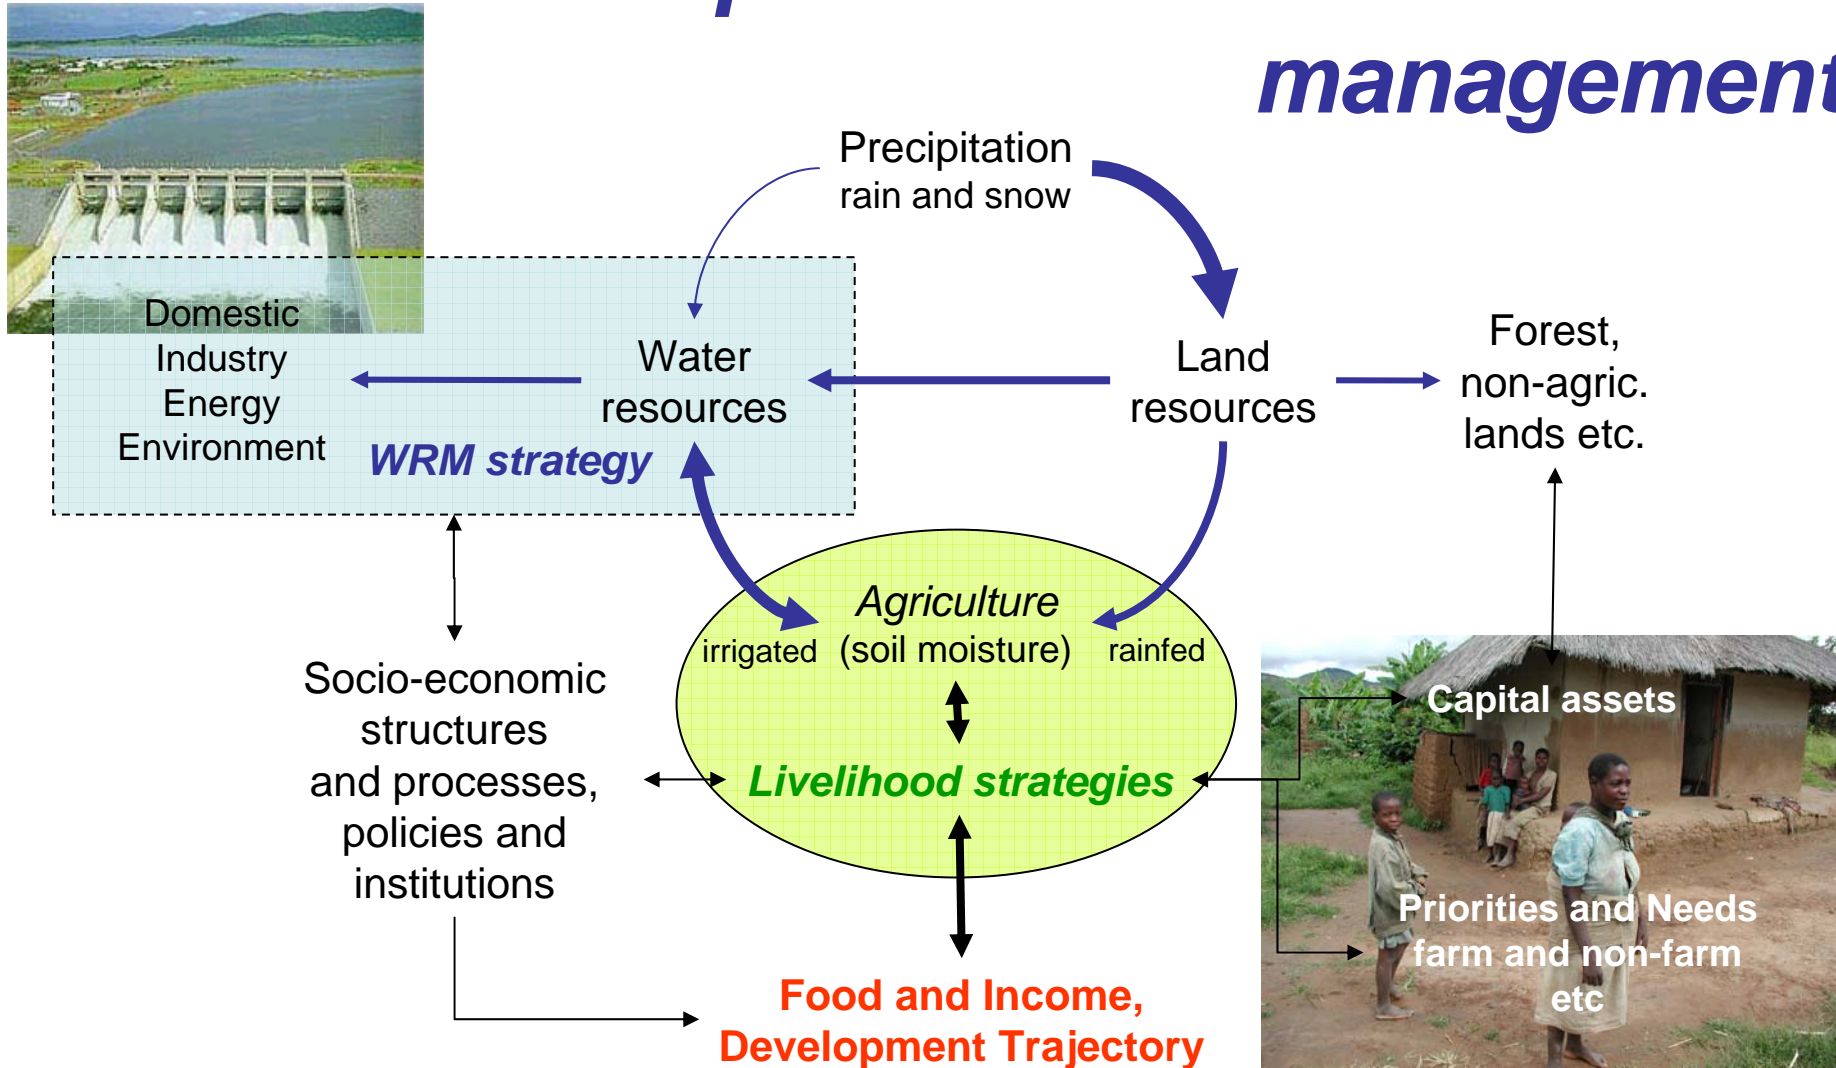 management
Precipitation
rain and snow
Domestic
Industry
Energy
Environment
Water
resources
WRM strategy
Land
resources
Forest,
non-agric.
lands etc.
Agriculture
irrigated (soil moisture) rainfed
Livelihood strategies
Socio-economic
structures
and processes,
policies and
institutions
Capital assets
Priorities and Needs
farm and non-farm
etc
Food and Income,
Development Trajectory